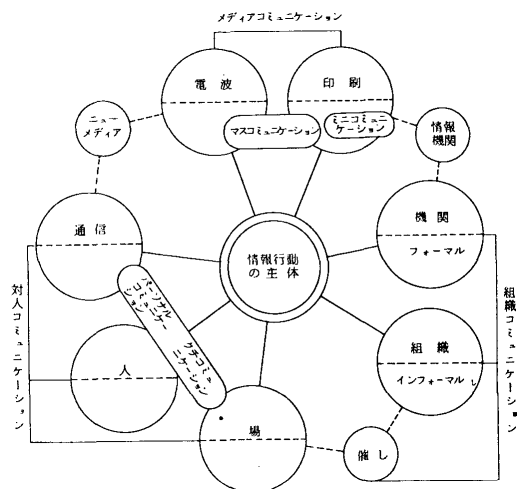 メディアコミュニケーション
電波
印刷
ニュー
メディア
マスコミュニケーション
ミニコミュニ
ケーション
情報
機関
通信
機関
フォーマル
情報行動
の主体
対人コミュニケーション
パーソナル
コミュニケー
ション
クチコミュ
ニケーション
組織コミュニケーション
人
組織
インフォーマル
場
催し